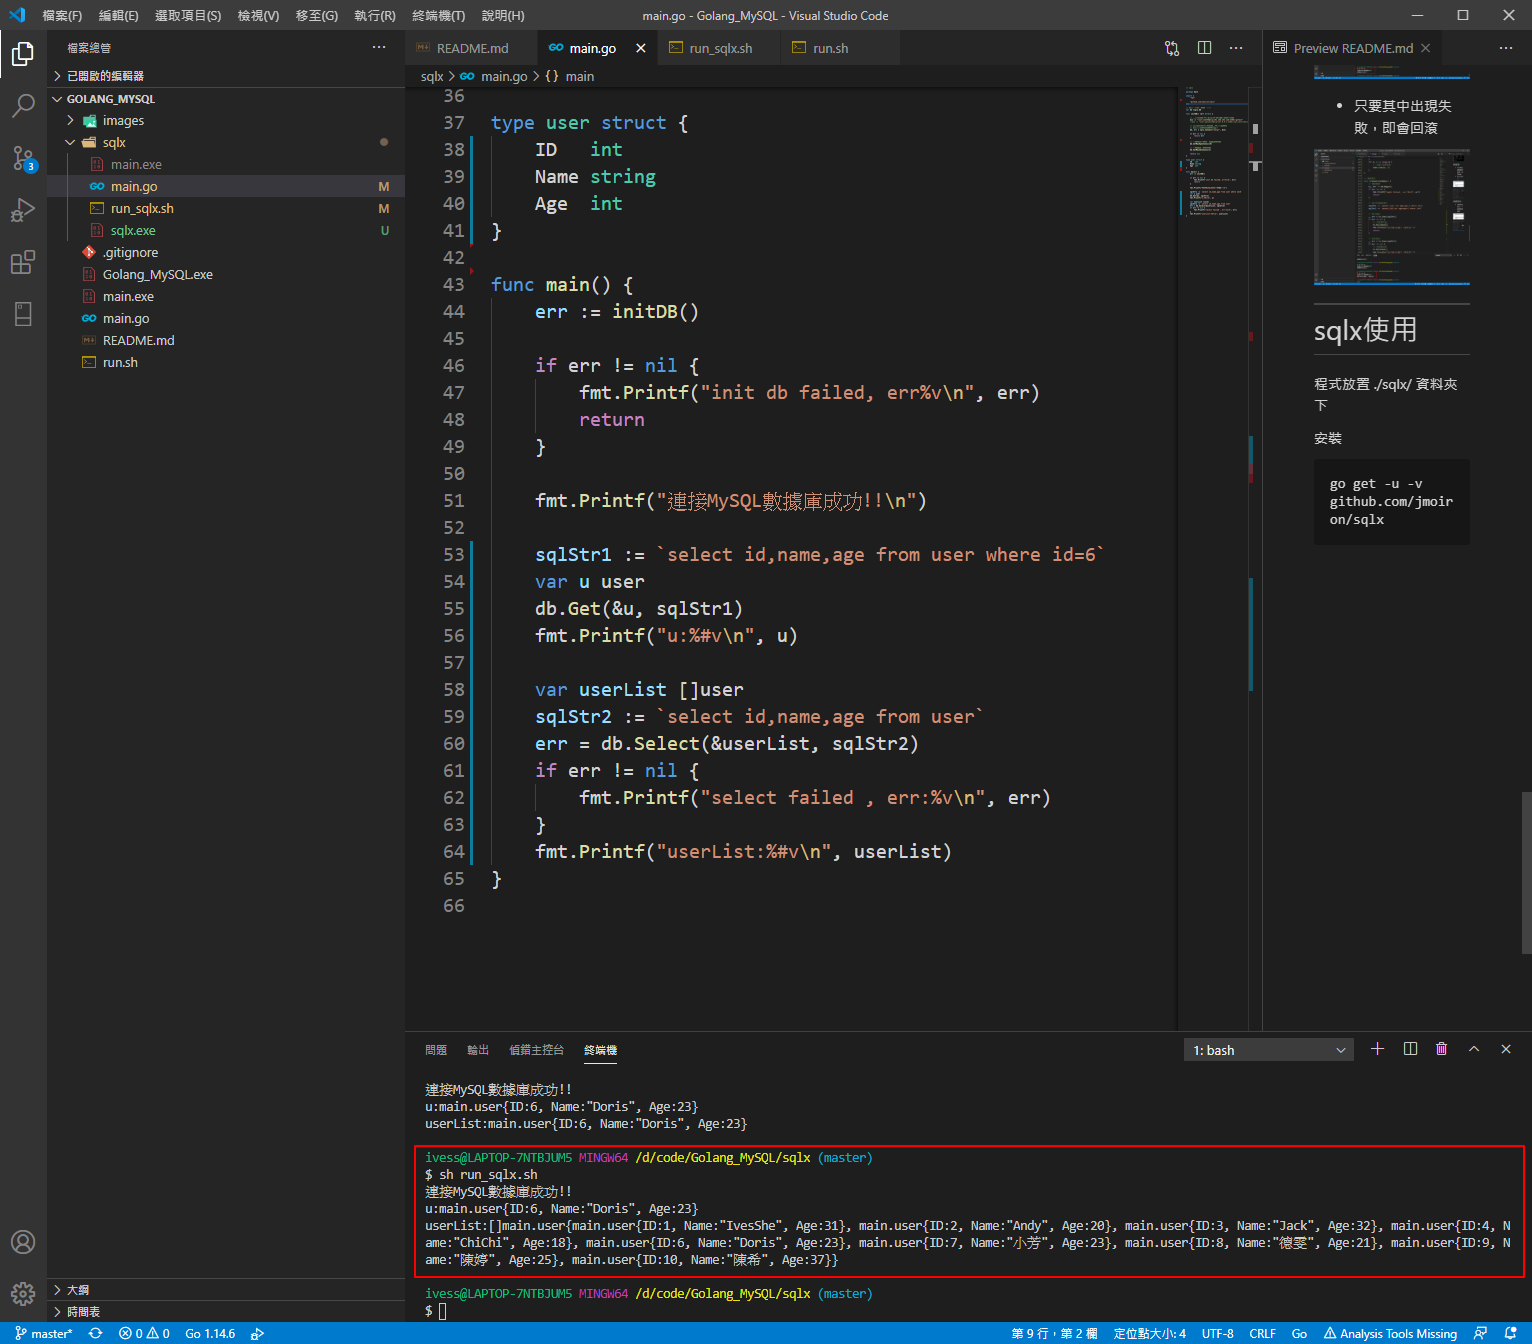 檔案(F) 編輯(E) 選取項目(S) 檢視(V) 移至(G) 執行(R) 終端機(T) 說明(H)
main.go - Golang_MySQL - Visual Studio Code
檔案總管
已開啟的編輯器
GOLANG_MYSQL
images
sqlx
main.exe
main.go M
run_sqlx.sh M
sqlx.exe U
.gitignore
Golang_MySQL.exe
main.exe
main.go
README.md
run.sh
大綱
時間表
3
README.md main.go run_sqlx.sh run.sh
sqlx > main.go > {} main
36
37 type user struct {
38 ID int
39 Name string
40 Age int
41 }
42
43 func main() {
44 err := initDB()
45
46 if err != nil {
47 fmt.Printf("init db failed, err%v\n", err)
48 return
49 }
50
51 fmt.Printf("連接MySQL數據庫成功!!\n")
52
53 sqlStr1 := `select id,name,age from user where id=6`
54 var u user
55 db.Get(&u, sqlStr1)
56 fmt.Printf("u:%#v\n", u)
57
58 var userList []user
59 sqlStr2 := `select id,name,age from user`
60 err = db.Select(&userList, sqlStr2)
61 if err != nil {
62 fmt.Printf("select failed , err:%v\n", err)
63 }
64 fmt.Printf("userList:%#v\n", userList)
65 }
66
Preview README.md
只要其中出現失
敗，即會回滾
sqlx使用
程式放置 ./sqlx/ 資料夾
下
安裝
go get -u -v
github.com/jmoir
on/sqlx
問題 輸出 偵錯主控台 終端機
1: bash
連接MySQL數據庫成功!!
u:main.user{ID:6, Name:"Doris", Age:23}
userList:main.user{ID:6, Name:"Doris", Age:23}
ivess@LAPTOP-7NTBJUM5 MINGW64 /d/code/Golang_MySQL/sqlx (master)
$ sh run_sqlx.sh
連接MySQL數據庫成功!!
u:main.user{ID:6, Name:"Doris", Age:23}
userList:[]main.user{main.user{ID:1, Name:"IvesShe", Age:31}, main.user{ID:2, Name:"Andy", Age:20}, main.user{ID:3, Name:"Jack", Age:32}, main.user{ID:4, N
ame:"ChiChi", Age:18}, main.user{ID:6, Name:"Doris", Age:23}, main.user{ID:7, Name:"小芳", Age:23}, main.user{ID:8, Name:"德雯", Age:21}, main.user{ID:9, N
ame:"陳婷", Age:25}, main.user{ID:10, Name:"陳希", Age:37}}
ivess@LAPTOP-7NTBJUM5 MINGW64 /d/code/Golang_MySQL/sqlx (master)
$
master* 0 0 Go 1.14.6
第 9 行，第 2 欄 定位點大小: 4 UTF-8 CRLF Go Analysis Tools Missing